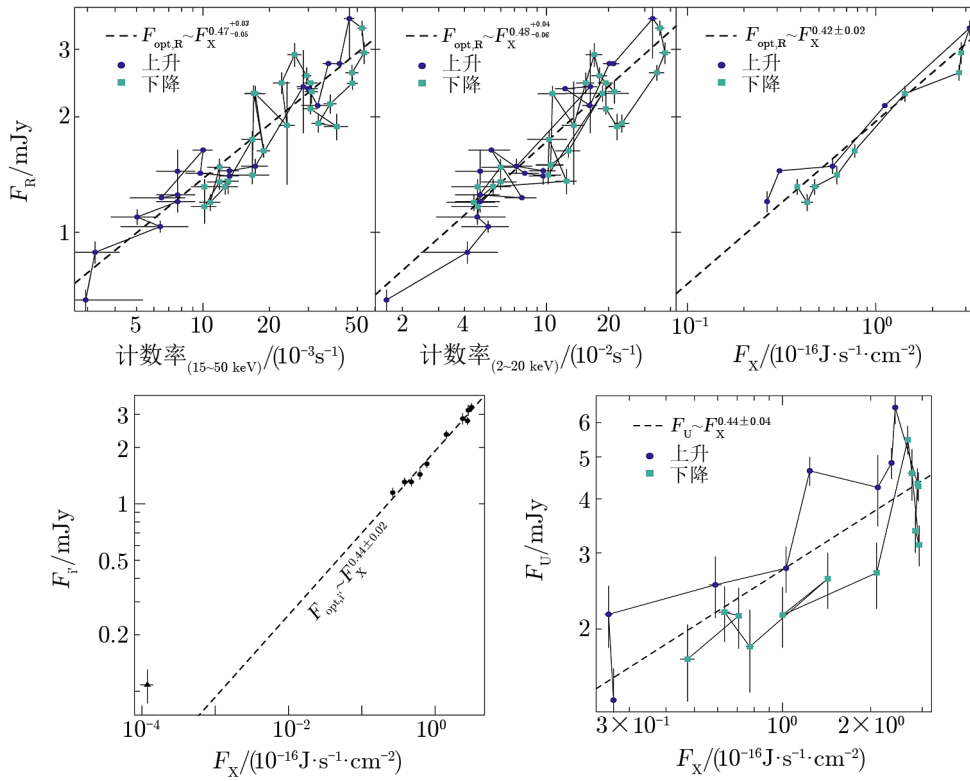 F_opt,R~F_X^0.47+0.03−0.05
上升
下降
F_opt,R~F_X^0.48+0.04−0.06
上升
下降
F_opt,R~F_X^0.42±0.02
上升
下降
F_R/mJy
3
2
1
5 10 20 50
2 4 10 20
10⁻¹ 10⁰
计数率(15~50 keV)/(10⁻³s⁻¹)
计数率(2~20 keV)/(10⁻²s⁻¹)
F_X/(10⁻¹⁶J·s⁻¹·cm⁻²)
F_i'/mJy
3
2
1
0.5
0.2
F_opt,i'~F_X^0.44±0.02
10⁻⁴ 10⁻² 10⁰
F_X/(10⁻¹⁶J·s⁻¹·cm⁻²)
F_U/mJy
6
5
4
3
2
F_U~F_X^0.44±0.04
上升
下降
3×10⁻¹ 10⁰ 2×10⁰
F_X/(10⁻¹⁶J·s⁻¹·cm⁻²)